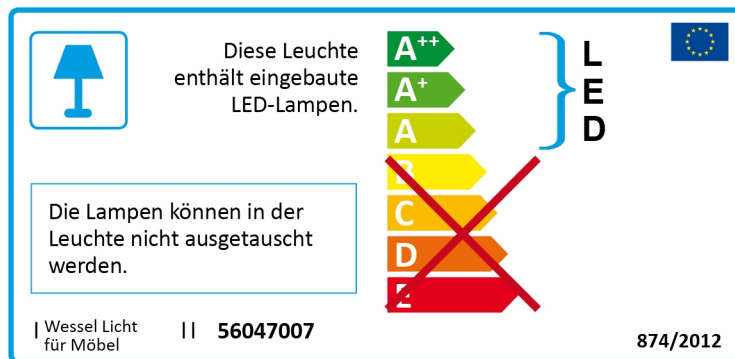 Diese Leuchte
enthält eingebaute
LED-Lampen.
A++
A+
A
B
C
D
E
L
E
D
Die Lampen können in der
Leuchte nicht ausgetauscht
werden.
I Wessel Licht
für Möbel
II 56047007
874/2012